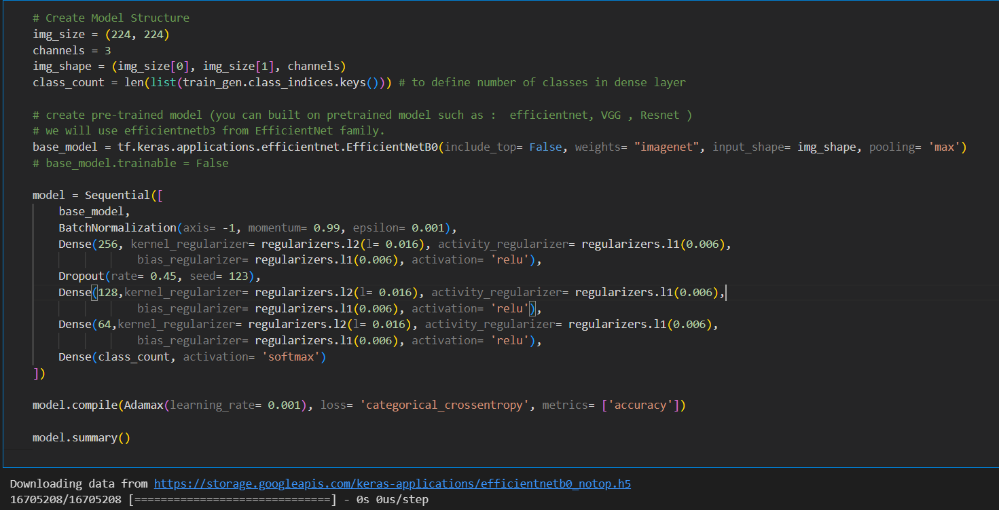 # Create Model Structure
img_size = (224, 224)
channels = 3
img_shape = (img_size[0], img_size[1], channels)
class_count = len(list(train_gen.class_indices.keys())) # to define number of classes in dense layer
# create pre-trained model (you can built on pretrained model such as :  efficientnet, VGG , Resnet )
# we will use efficientnetb3 from EfficientNet family.
base_model = tf.keras.applications.efficientnet.EfficientNetB0(include_top= False, weights= "imagenet", input_shape= img_shape, pooling= 'max')
# base_model.trainable = False
model = Sequential([
    base_model,
    BatchNormalization(axis= -1, momentum= 0.99, epsilon= 0.001),
    Dense(256, kernel_regularizer= regularizers.l2(l= 0.016), activity_regularizer= regularizers.l1(0.006),
                bias_regularizer= regularizers.l1(0.006), activation= 'relu'),
    Dropout(rate= 0.45, seed= 123),
    Dense(128,kernel_regularizer= regularizers.l2(l= 0.016), activity_regularizer= regularizers.l1(0.006),
                bias_regularizer= regularizers.l1(0.006), activation= 'relu'),
    Dense(64,kernel_regularizer= regularizers.l2(l= 0.016), activity_regularizer= regularizers.l1(0.006),
                bias_regularizer= regularizers.l1(0.006), activation= 'relu'),
    Dense(class_count, activation= 'softmax')
])
model.compile(Adamax(learning_rate= 0.001), loss= 'categorical_crossentropy', metrics= ['accuracy'])
model.summary()
Downloading data from https://storage.googleapis.com/keras-applications/efficientnetb0_notop.h5
16705208/16705208 [==============================] - 0s 0us/step